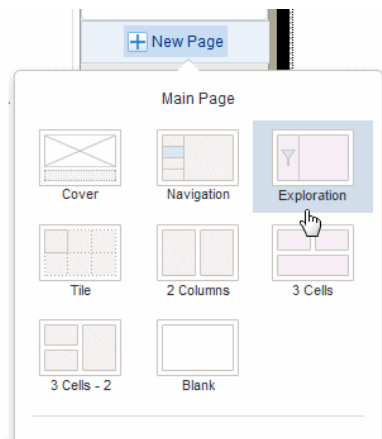 New Page
Main Page
Cover
Navigation
Exploration
Tile
2 Columns
3 Cells
3 Cells - 2
Blank